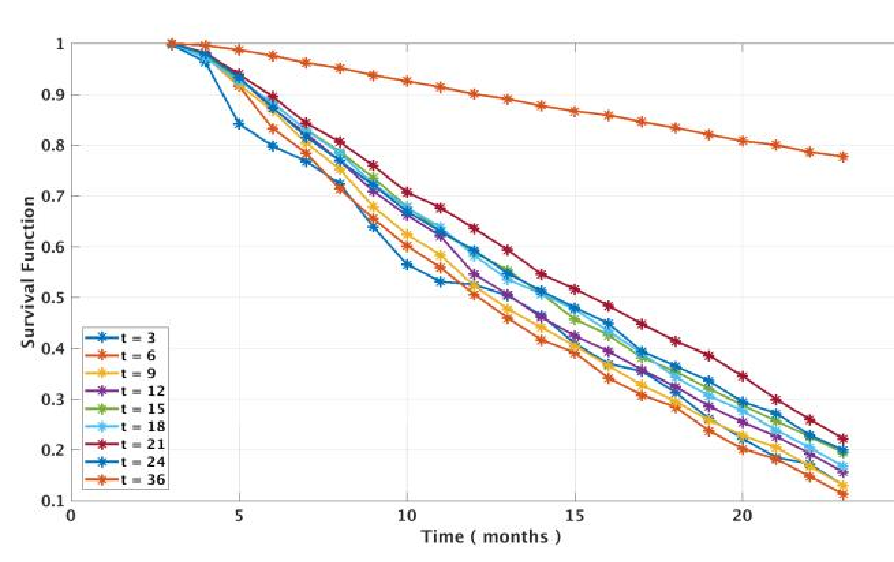 1
0.9
0.8
0.7
0.6
0.5
0.4
0.3
0.2
0.1
Survival Function
t = 3
t = 6
t = 9
t = 12
t = 15
t = 18
t = 21
t = 24
t = 36
0 5 10 15 20
Time ( months )